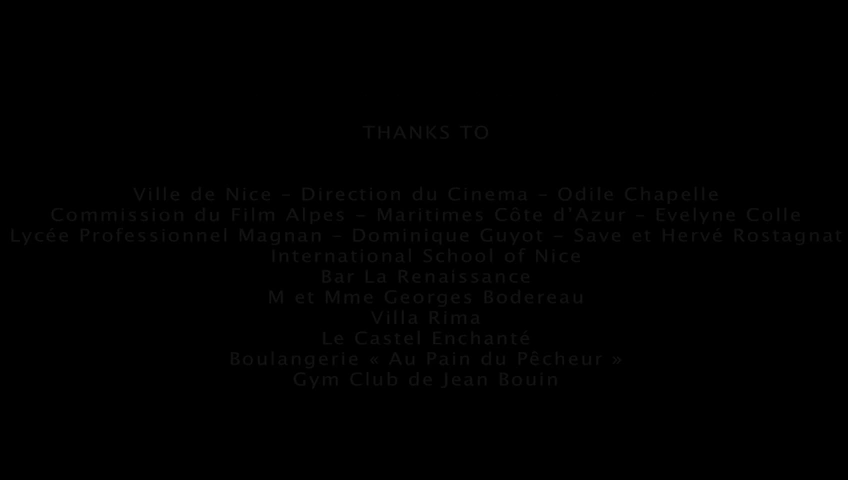 THANKS TO
Ville de Nice – Direction du Cinema – Odile Chapelle
Commission du Film Alpes – Maritimes Côte d'Azur – Evelyne Colle
Lycée Professionnel Magnan – Dominique Guyot – Save et Hervé Rostagnat
International School of Nice
Bar La Renaissance
M et Mme Georges Bodereau
Villa Rima
Le Castel Enchanté
Boulangerie « Au Pain du Pêcheur »
Gym Club de Jean Bouin